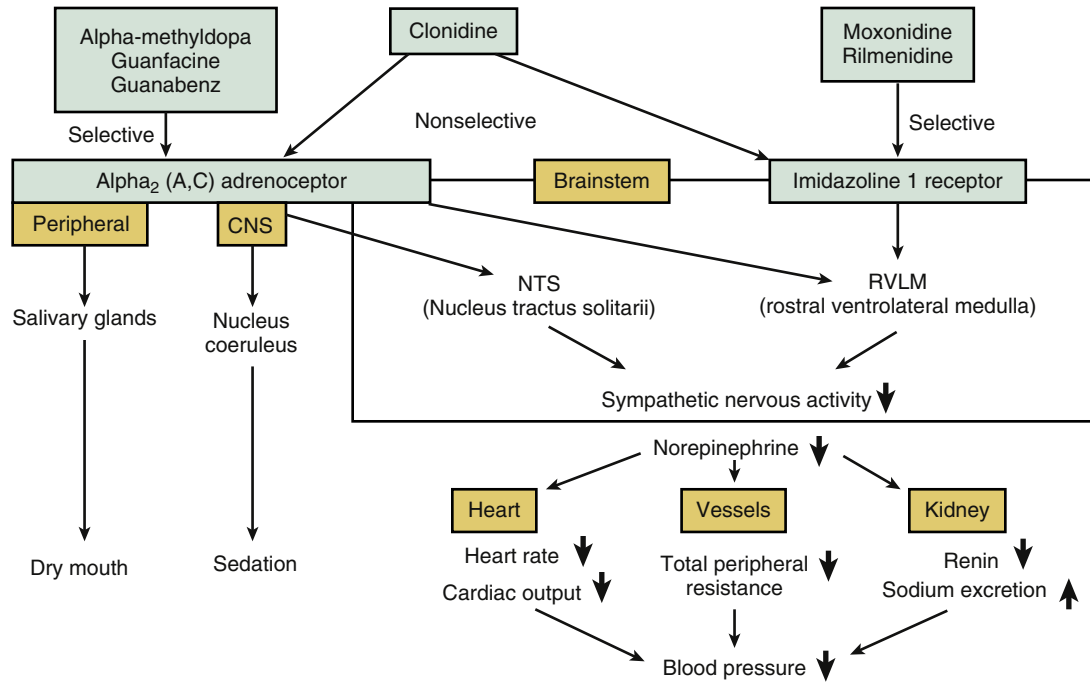 Alpha-methyldopa
Guanfacine
Guanabenz
Clonidine
Moxonidine
Rilmenidine
Selective
Nonselective
Selective
Alpha₂ (A,C) adrenoceptor
Brainstem
Imidazoline 1 receptor
Peripheral
CNS
NTS
(Nucleus tractus solitarii)
RVLM
(rostral ventrolateral medulla)
Salivary glands
Nucleus
coeruleus
Sympathetic nervous activity
Norepinephrine
Heart
Vessels
Kidney
Dry mouth
Sedation
Heart rate
Cardiac output
Total peripheral
resistance
Renin
Sodium excretion
Blood pressure